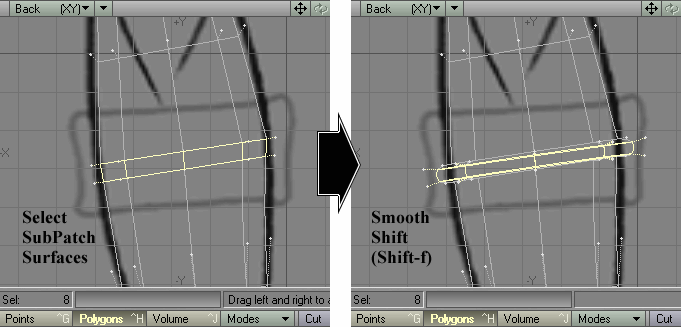 Back (XY)
Back (XY)
+Y
+Y
X
X
Select
SubPatch
Surfaces
Smooth
Shift
(Shift-f)
-Y
-Y
Sel: 8
Drag left and right to a
Sel: 8
Points ^G Polygons ^H Volume ^J Modes Cut
Points ^G Polygons ^H Volume ^J Modes Cut